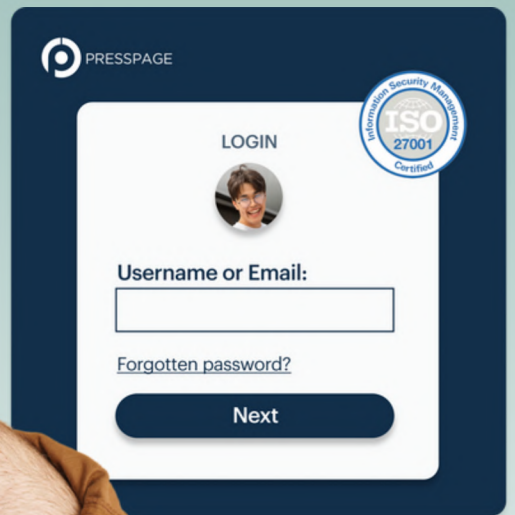 PRESSPAGE
Information Security Management
ISO
27001
Certified
LOGIN
Username or Email:
Forgotten password?
Next